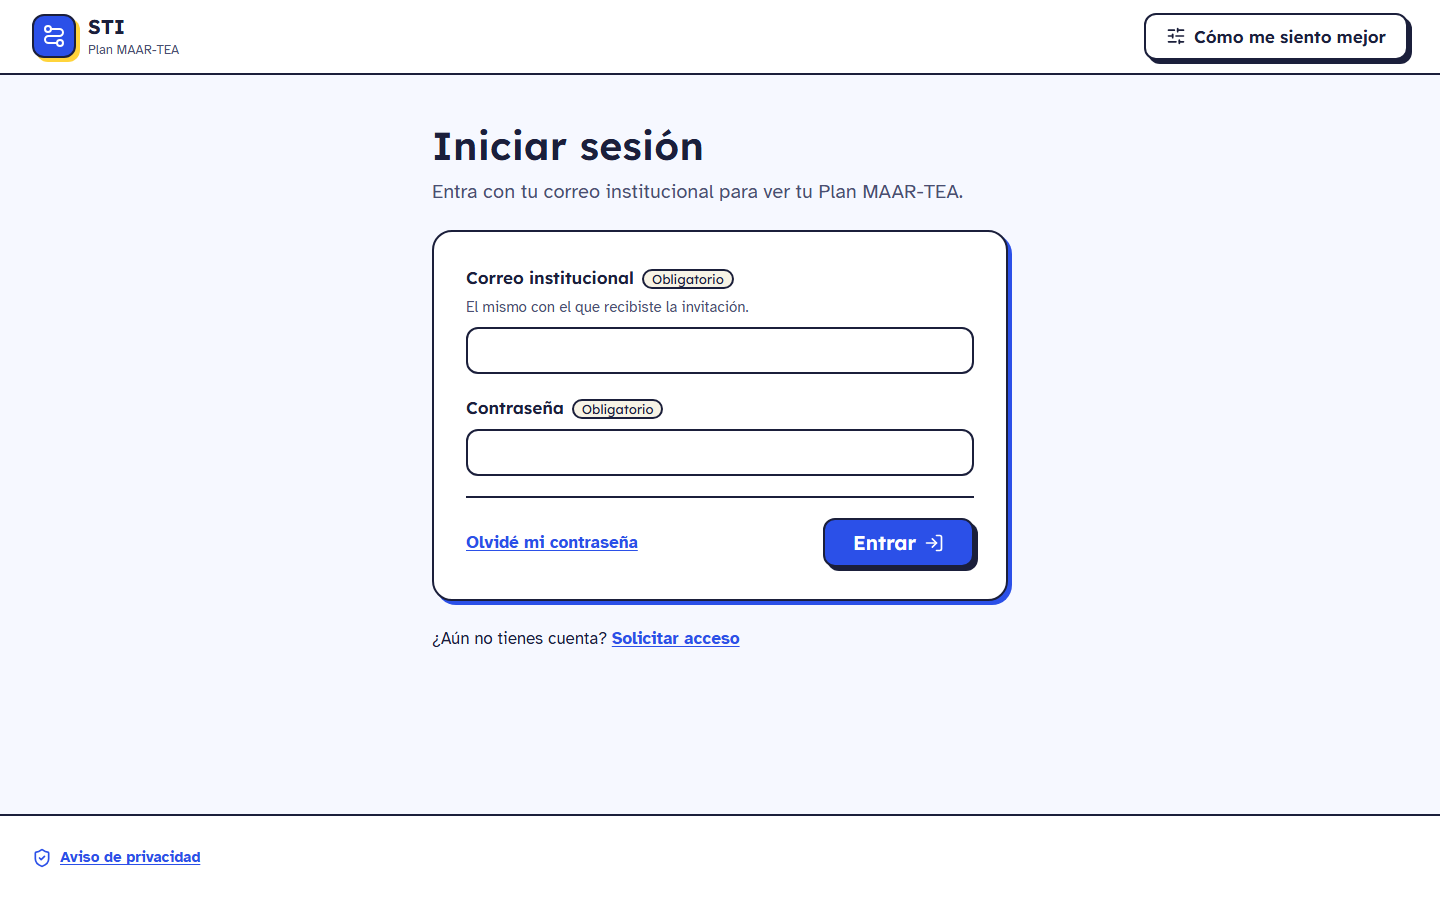 STI
Plan MAAR-TEA
Cómo me siento mejor
Iniciar sesión
Entra con tu correo institucional para ver tu Plan MAAR-TEA.
Correo institucional Obligatorio
El mismo con el que recibiste la invitación.
Contraseña Obligatorio
Olvidé mi contraseña
Entrar
¿Aún no tienes cuenta? Solicitar acceso
Aviso de privacidad